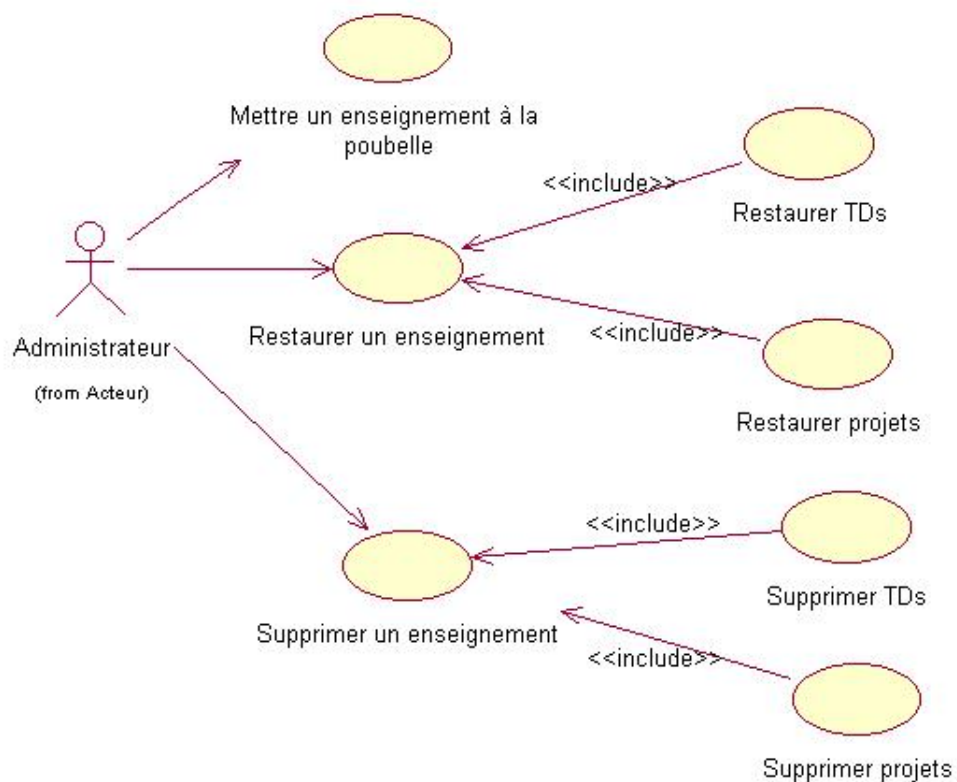 Mettre un enseignement à la
poubelle
<<include>>
Restaurer TDs
Administrateur
(from Acteur)
Restaurer un enseignement
<<include>>
Restaurer projets
<<include>>
Supprimer TDs
Supprimer un enseignement
<<include>>
Supprimer projets